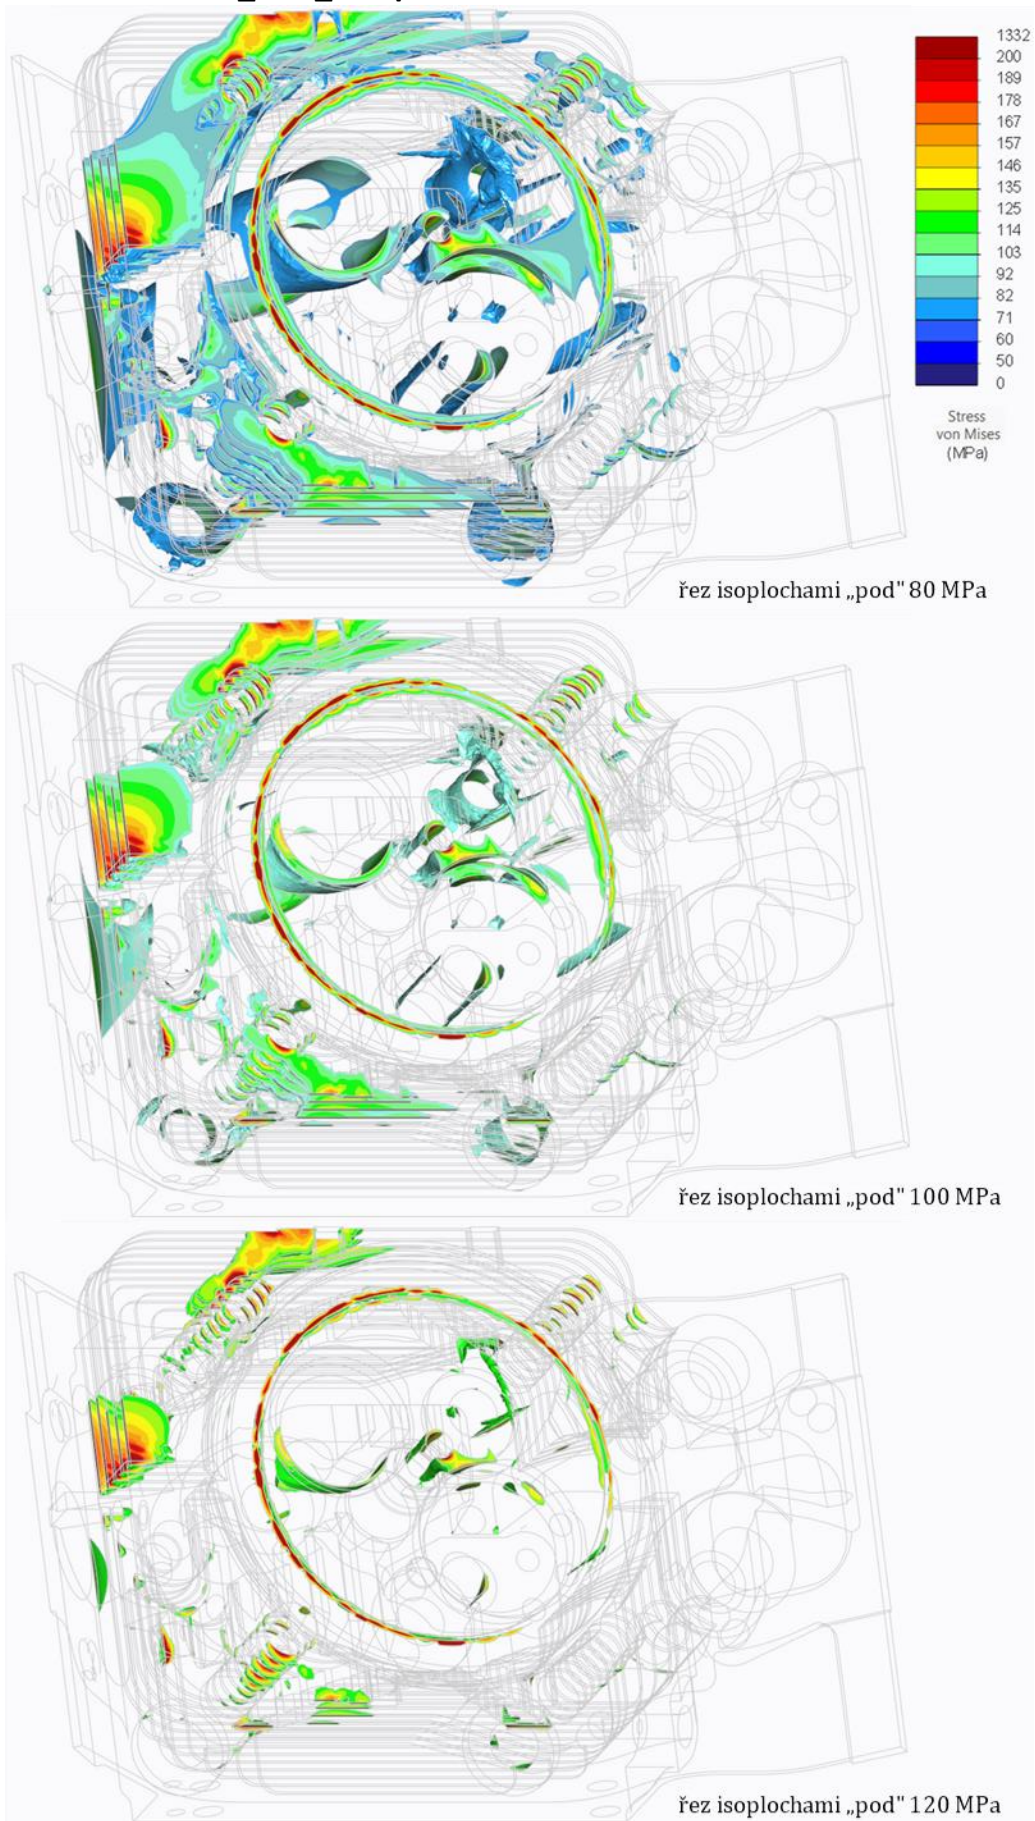 1332
200
189
178
167
157
146
135
125
114
103
92
82
71
60
50
0
Stress
von Mises
(MPa)
řez isoplochami „pod" 80 MPa
řez isoplochami „pod" 100 MPa
řez isoplochami „pod" 120 MPa